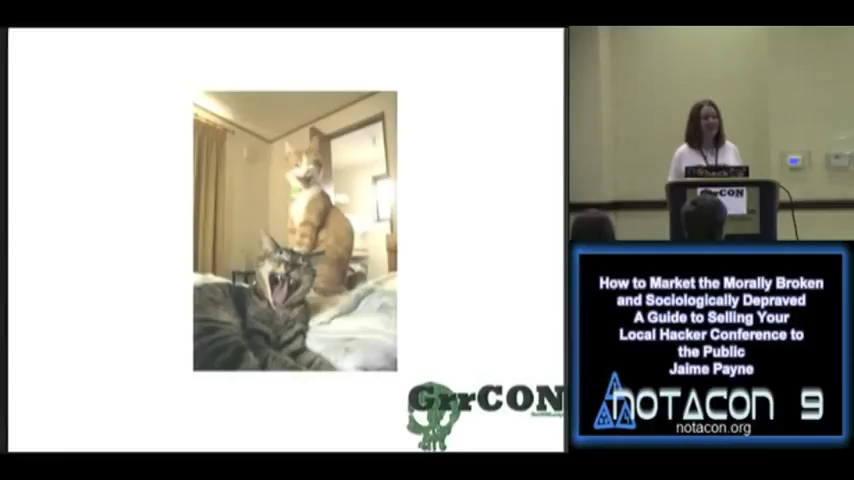 GrrCON
GrrCON
How to Market the Morally Broken
and Sociologically Depraved
A Guide to Selling Your
Local Hacker Conference to
the Public
Jaime Payne
NOTACON 9
notacon.org